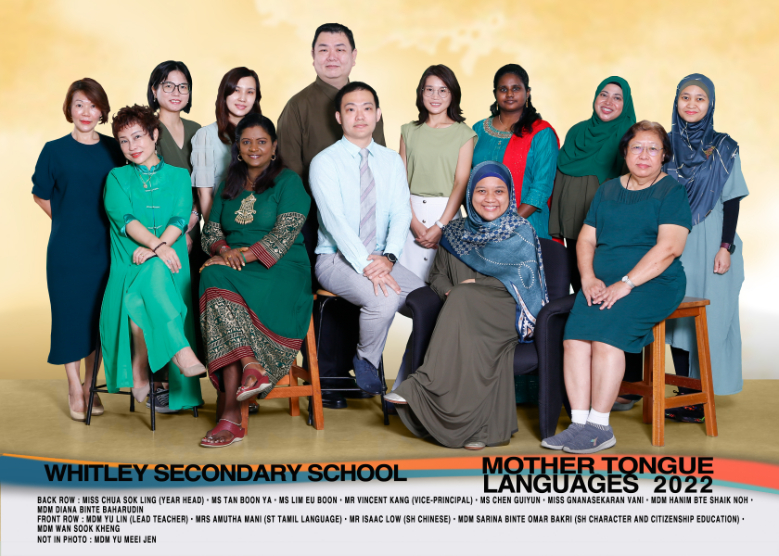 WHITLEY SECONDARY SCHOOL
MOTHER TONGUE
LANGUAGES 2022
BACK ROW : MISS CHUA SOK LING (YEAR HEAD) • MS TAN BOON YA • MS LIM EU BOON • MR VINCENT KANG (VICE-PRINCIPAL) • MS CHEN GUIYUN • MISS GNANASEKARAN VANI • MDM HANIM BTE SHAIK NOH •
MDM DIANA BINTE BAHARUDIN
FRONT ROW : MDM YU LIN (LEAD TEACHER) • MRS AMUTHA MANI (ST TAMIL LANGUAGE) • MR ISAAC LOW (SH CHINESE) • MDM SARINA BINTE OMAR BAKRI (SH CHARACTER AND CITIZENSHIP EDUCATION) •
MDM WAN SOOK KHENG
NOT IN PHOTO : MDM YU MEEI JEN